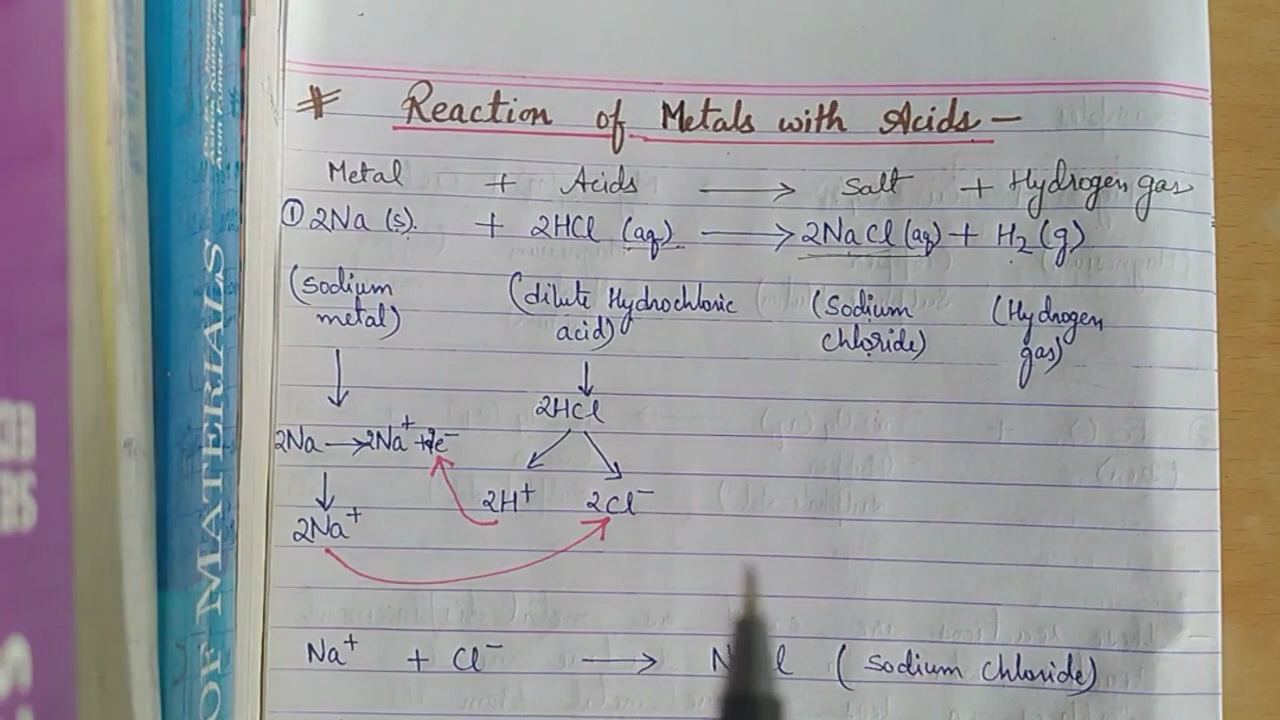 # Reaction of Metals with Acids —
Metal + Acids → Salt + Hydrogen gas
① 2Na (s) + 2HCl (aq) → 2NaCl (aq) + H₂ (g)
(sodium metal) (dilute Hydrochloric acid) (Sodium chloride) (Hydrogen gas)
2HCl
2Na → 2Na⁺ + 2e⁻
2H⁺ 2Cl⁻
2Na⁺
Na⁺ + Cl⁻ → (Sodium Chloride)
OF MATERIALS